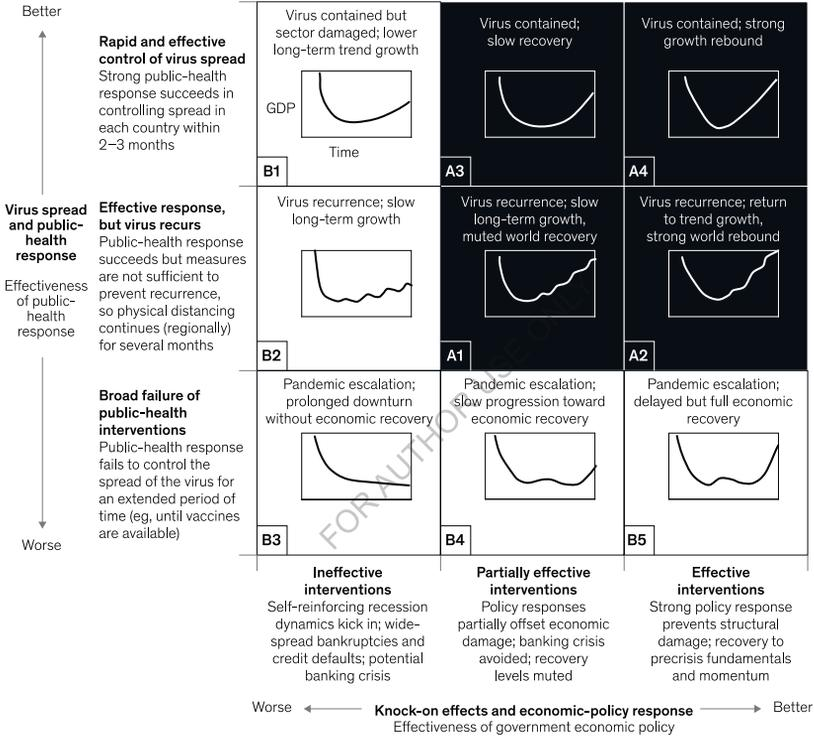 Better
Rapid and effective
control of virus spread
Strong public-health
response succeeds in
controlling spread in
each country within
2–3 months
Virus contained but
sector damaged; lower
long-term trend growth
GDP
Time
B1
Virus contained;
slow recovery
A3
Virus contained; strong
growth rebound
A4
Virus spread
and public-
health
response
Effectiveness
of public-
health
response
Effective response,
but virus recurs
Public-health response
succeeds but measures
are not sufficient to
prevent recurrence,
so physical distancing
continues (regionally)
for several months
Virus recurrence; slow
long-term growth
B2
Virus recurrence; slow
long-term growth,
muted world recovery
A1
Virus recurrence; return
to trend growth,
strong world rebound
A2
Broad failure of
public-health
interventions
Public-health response
fails to control the
spread of the virus for
an extended period of
time (eg, until vaccines
are available)
Worse
Pandemic escalation;
prolonged downturn
without economic recovery
B3
Pandemic escalation;
slow progression toward
economic recovery
B4
Pandemic escalation;
delayed but full economic
recovery
B5
FOR AUTHOR USE ONLY
Ineffective
interventions
Self-reinforcing recession
dynamics kick in; wide-
spread bankruptcies and
credit defaults; potential
banking crisis
Partially effective
interventions
Policy responses
partially offset economic
damage; banking crisis
avoided; recovery
levels muted
Effective
interventions
Strong policy response
prevents structural
damage; recovery to
precrisis fundamentals
and momentum
Worse
Knock-on effects and economic-policy response
Better
Effectiveness of government economic policy